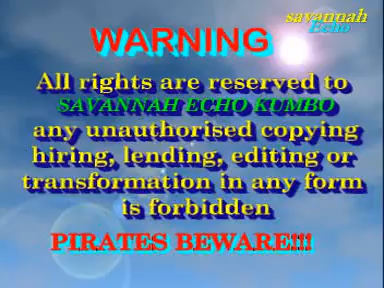 savannah
Echo
WARNING
All rights are reserved to
SAVANNAH ECHO KUMBO
any unauthorised copying
hiring, lending, editing or
transformation in any form
is forbidden
PIRATES BEWARE!!!